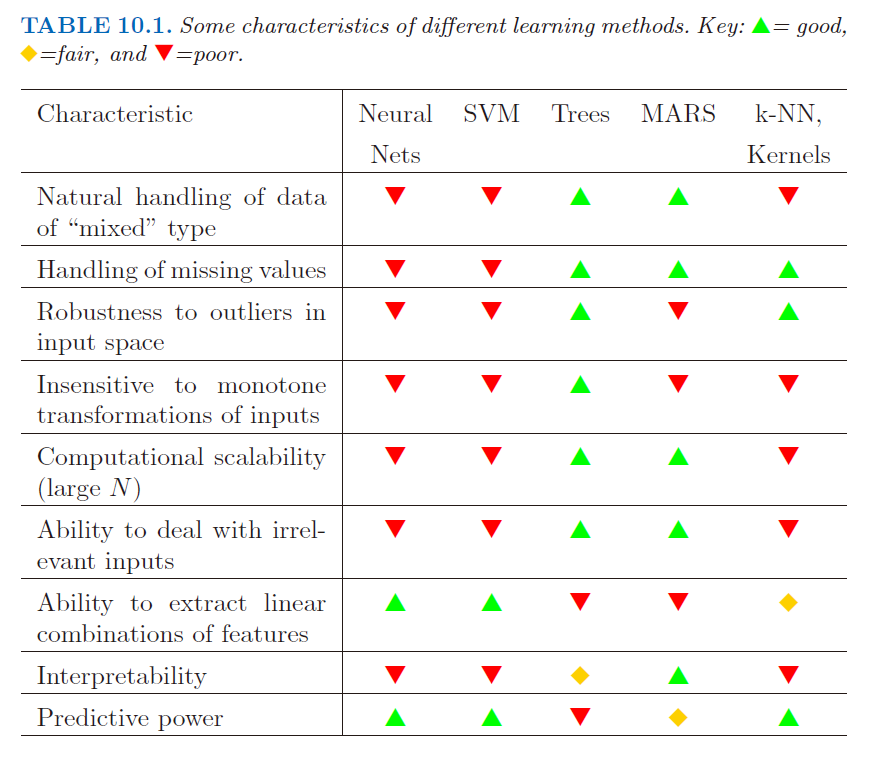 TABLE 10.1. Some characteristics of different learning methods. Key: ▲= good,
◆=fair, and ▼=poor.
Characteristic Neural SVM Trees MARS k-NN,
Nets Kernels
Natural handling of data ▼ ▼ ▲ ▲ ▼
of “mixed” type
Handling of missing values ▼ ▼ ▲ ▲ ▲
Robustness to outliers in ▼ ▼ ▲ ▼ ▲
input space
Insensitive to monotone ▼ ▼ ▲ ▼ ▼
transformations of inputs
Computational scalability ▼ ▼ ▲ ▲ ▼
(large N)
Ability to deal with irrel- ▼ ▼ ▲ ▲ ▼
evant inputs
Ability to extract linear ▲ ▲ ▼ ▼ ◆
combinations of features
Interpretability ▼ ▼ ◆ ▲ ▼
Predictive power ▲ ▲ ▼ ◆ ▲